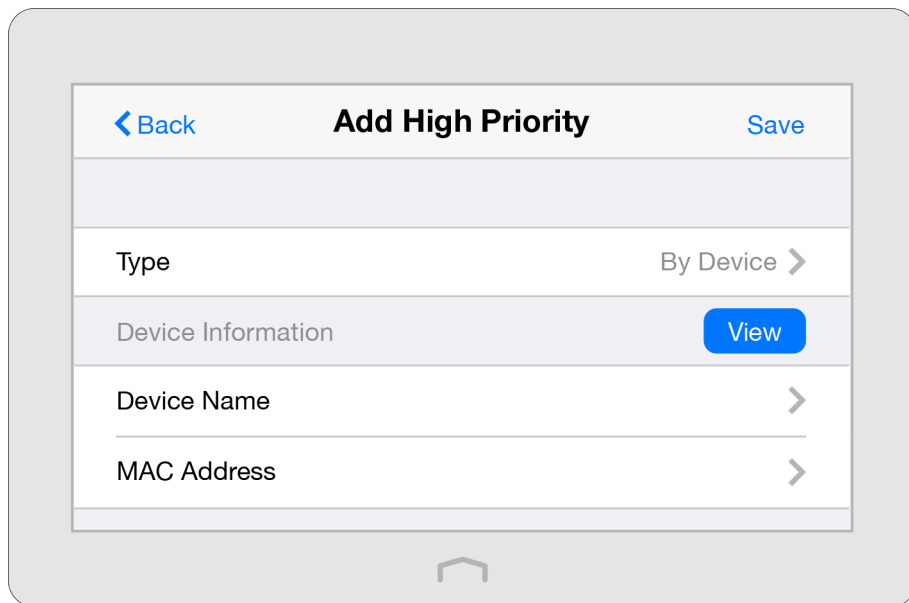 Back Add High Priority Save
Type By Device
Device Information View
Device Name
MAC Address